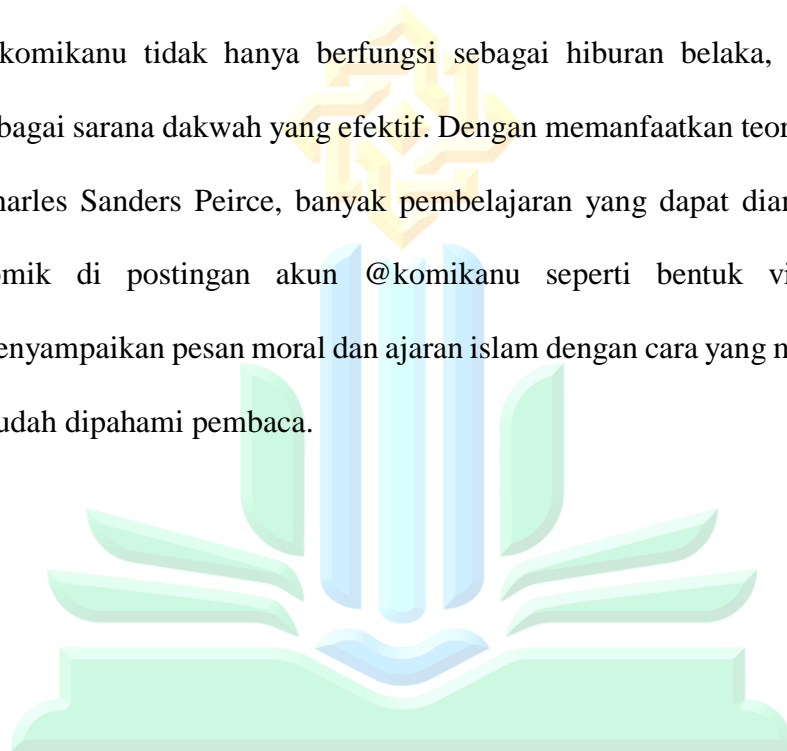 komikanu tidak hanya berfungsi sebagai hiburan belaka,
bagai sarana dakwah yang efektif. Dengan memanfaatkan teor
harles Sanders Peirce, banyak pembelajaran yang dapat diar
omik di postingan akun @komikanu seperti bentuk vi
enyampaikan pesan moral dan ajaran islam dengan cara yang n
udah dipahami pembaca.